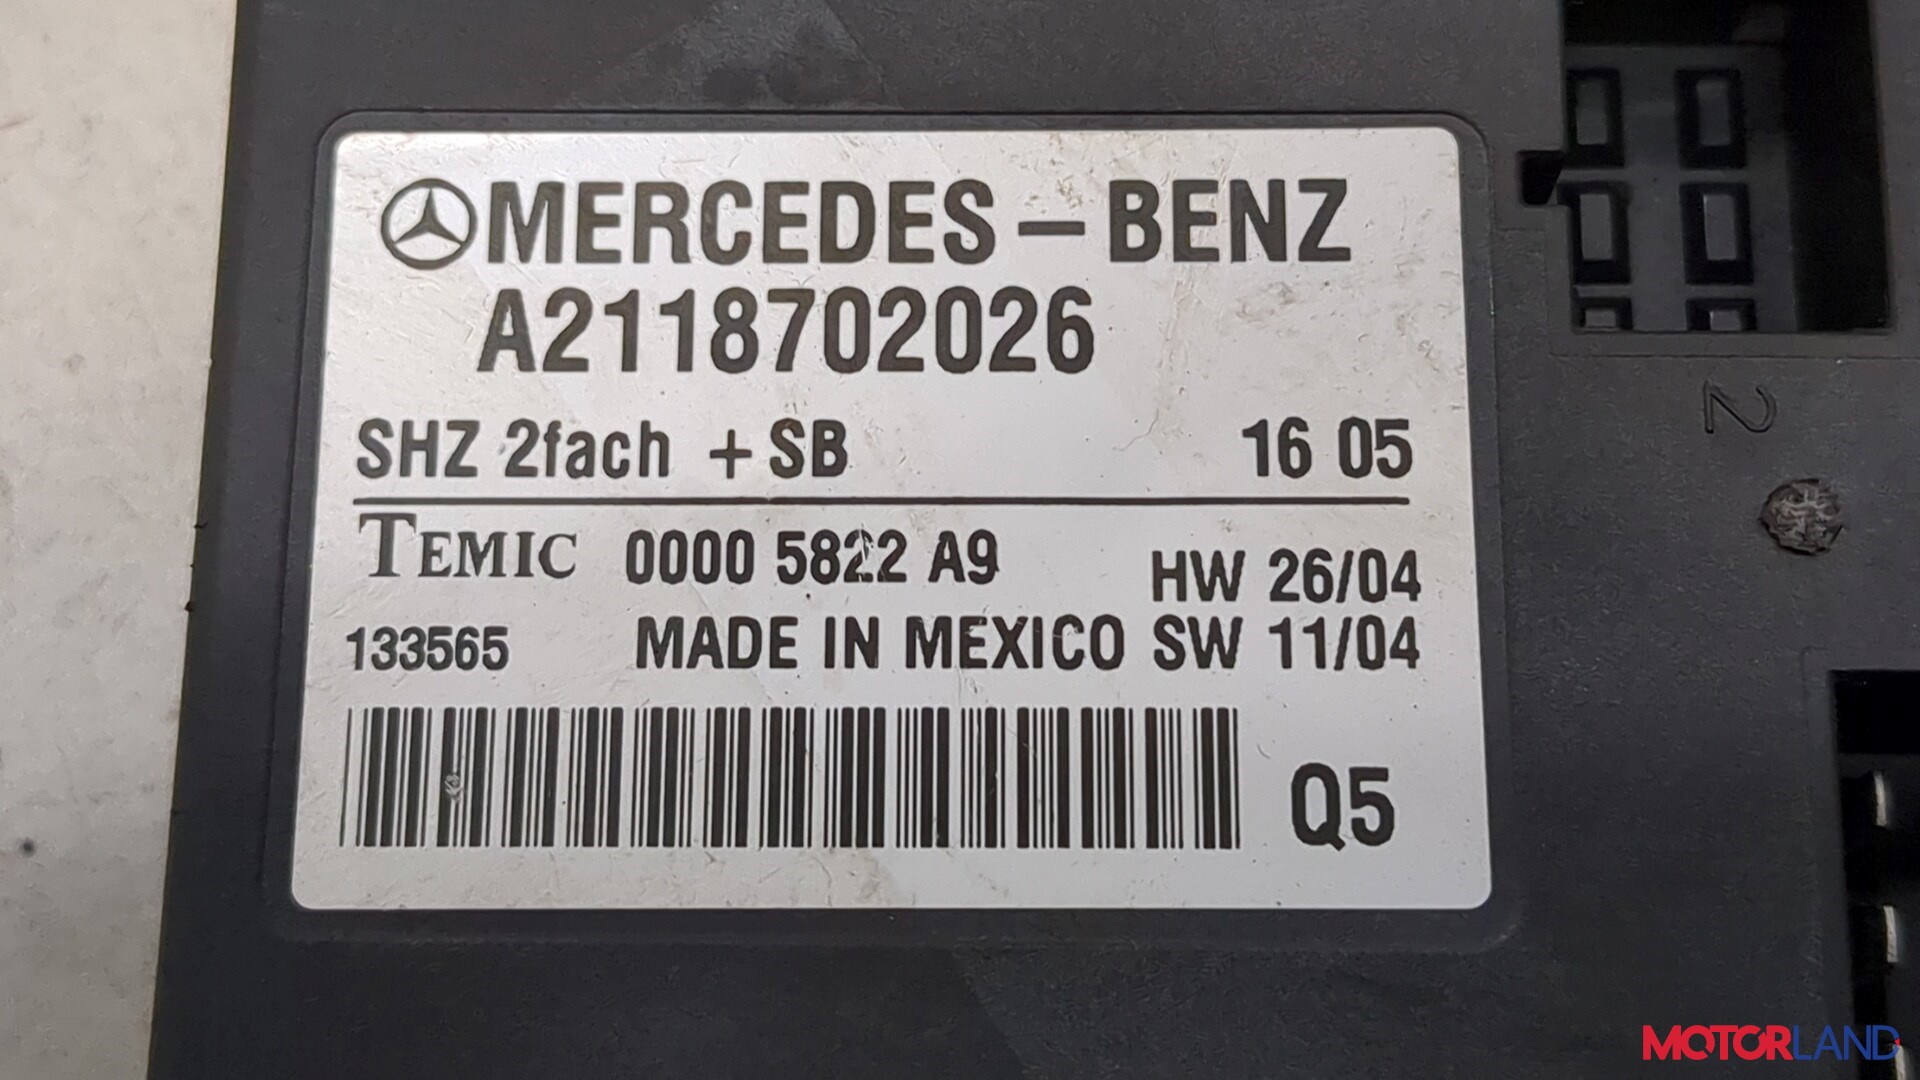 MERCEDES-BENZ
A2118702026
SHZ 2fach +SB 16 05
TEMIC 0000 5822 A9 HW 26/04
133565 MADE IN MEXICO SW 11/04
Q5
2
MOTORLAND